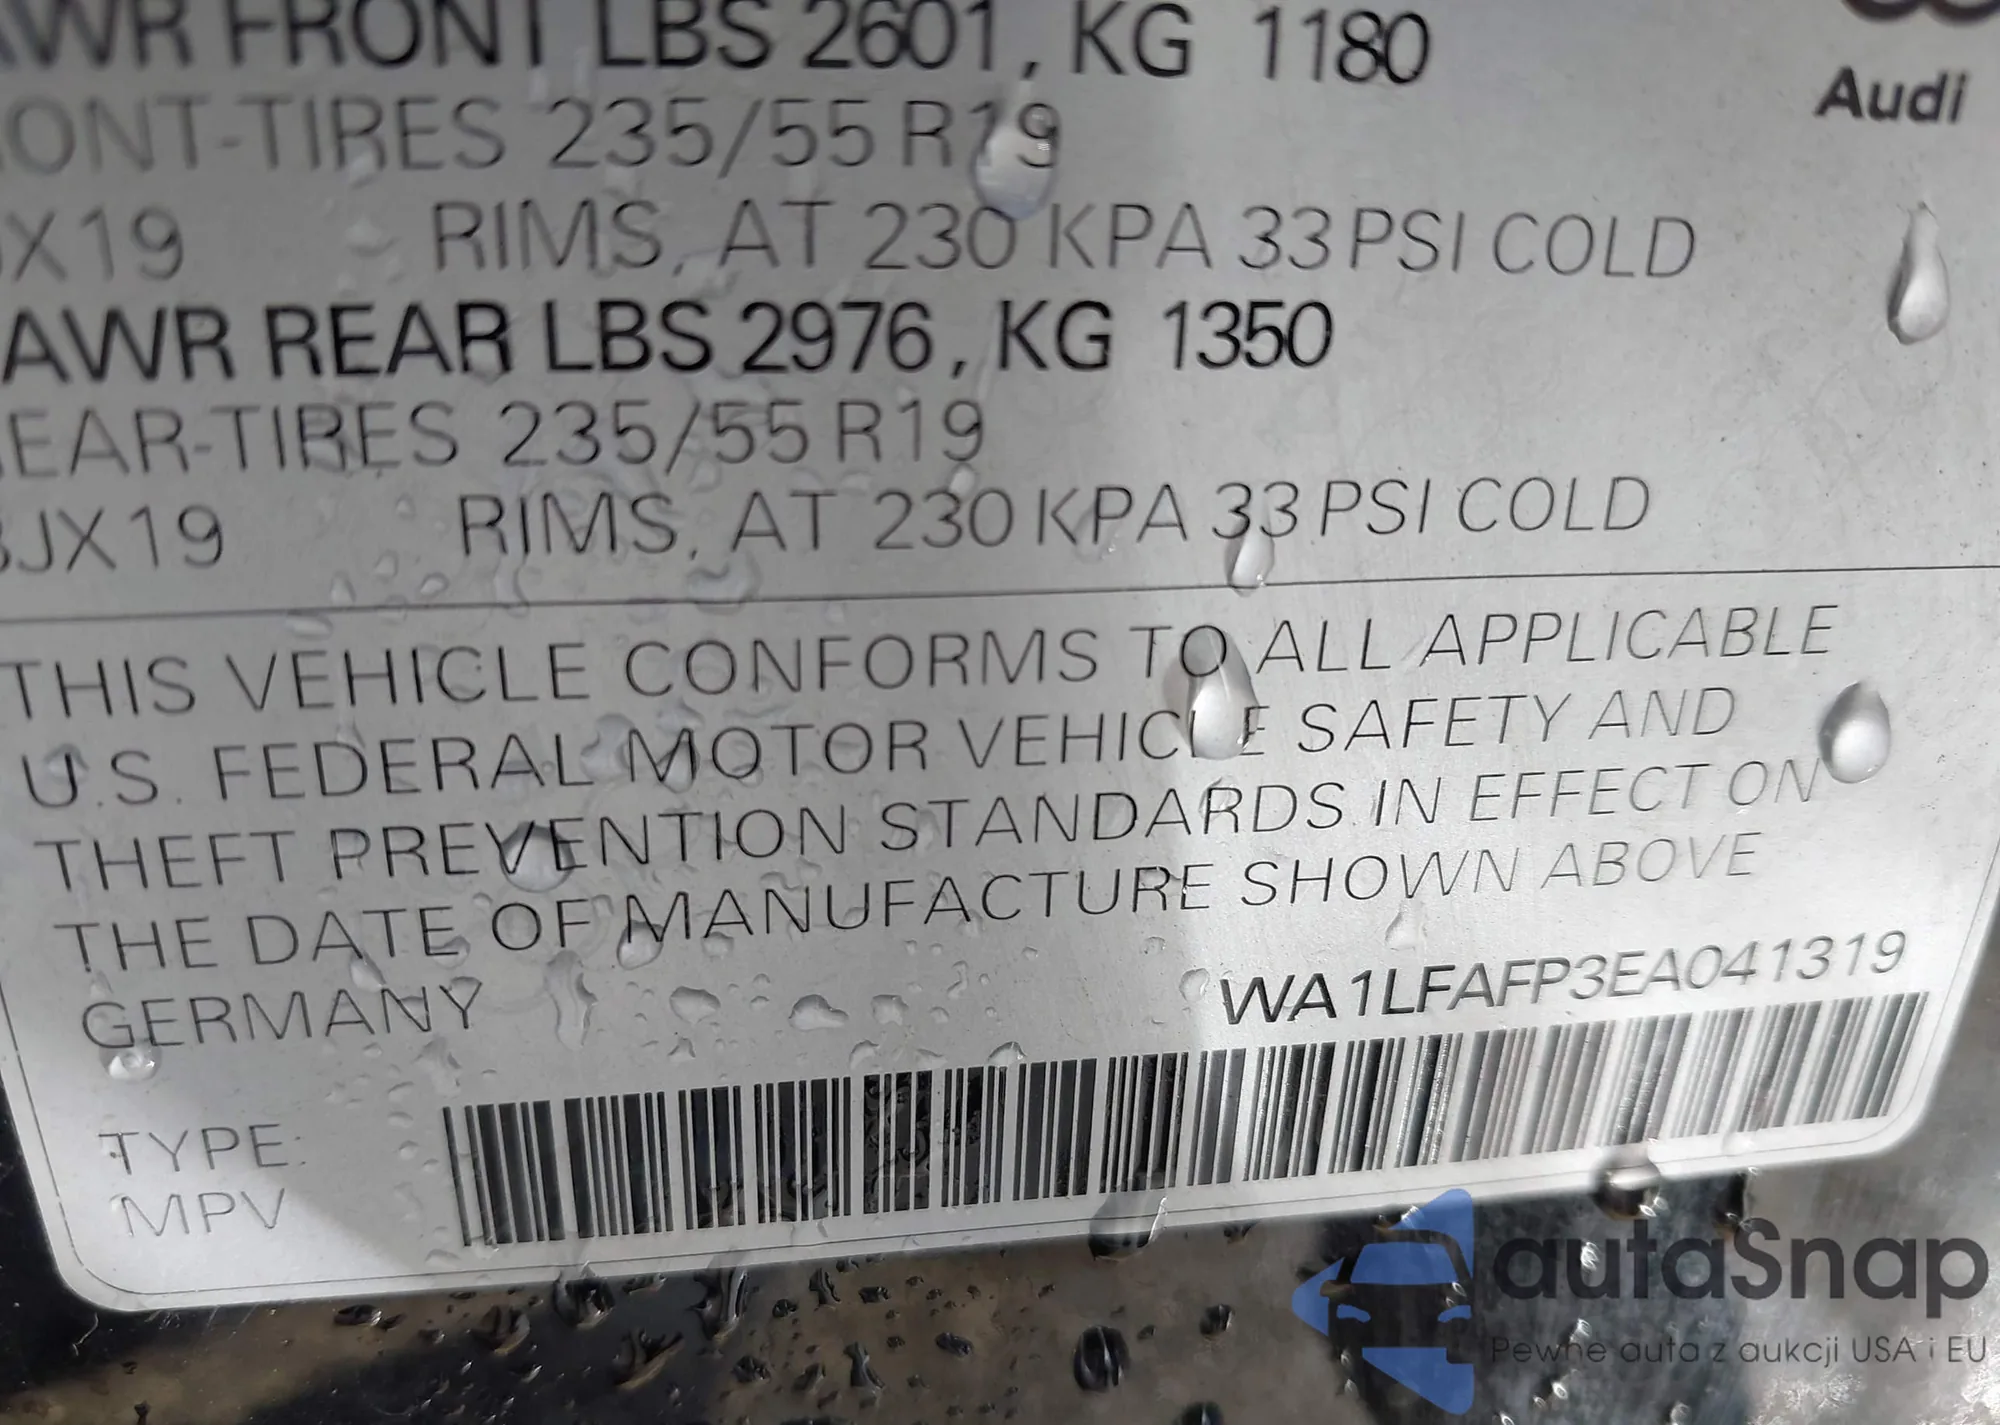 AWR FRONT LBS 2601, KG 1180
Audi
ONT-TIRES 235/55 R19
JX19 RIMS, AT 230 KPA 33 PSI COLD
AWR REAR LBS 2976, KG 1350
EAR-TIRES 235/55 R19
8JX19 RIMS, AT 230 KPA 33 PSI COLD
THIS VEHICLE CONFORMS TO ALL APPLICABLE
U.S. FEDERAL MOTOR VEHICLE SAFETY AND
THEFT PREVENTION STANDARDS IN EFFECT ON
THE DATE OF MANUFACTURE SHOWN ABOVE
GERMANY
WA1LFAFP3EA041319
TYPE:
MPV
autaSnap
Pewne auta z aukcji USA i EU